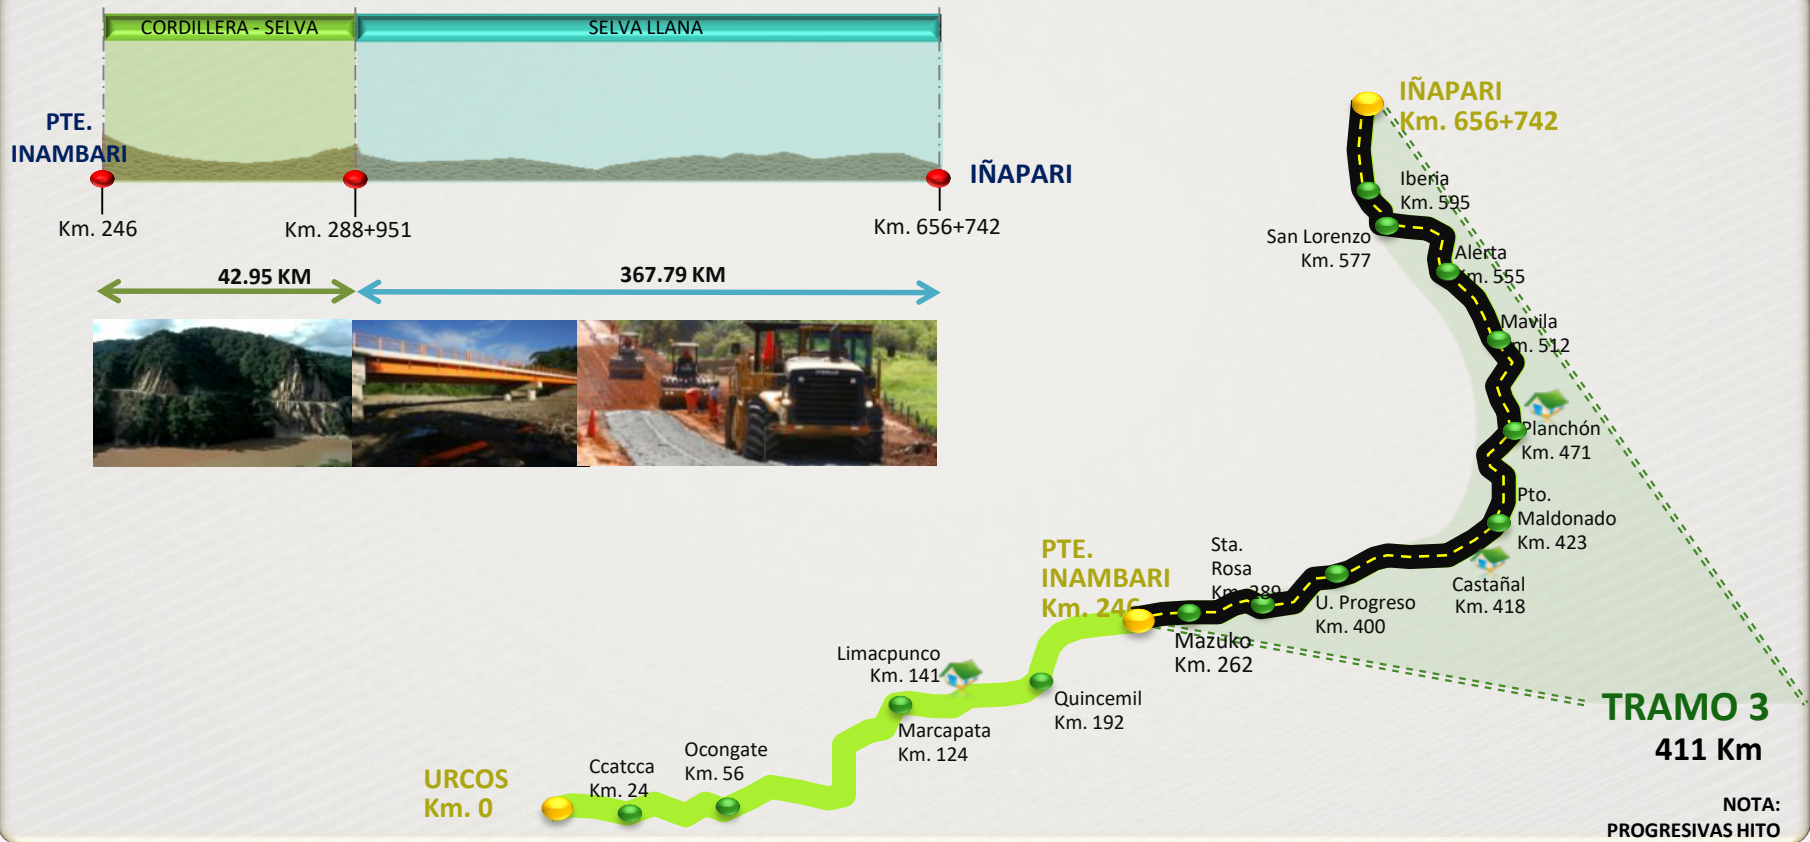 CORDILLERA - SELVA
SELVA LLANA
PTE.
INAMBARI
IÑAPARI
Km. 246
Km. 288+951
Km. 656+742
42.95 KM
367.79 KM
IÑAPARI
Km. 656+742
Iberia
Km. 595
San Lorenzo
Km. 577
Alerta
Km. 555
Mavila
Km. 512
Planchón
Km. 471
Pto.
Maldonado
Km. 423
Castañal
Km. 418
PTE.
INAMBARI
Km. 246
Sta.
Rosa
Km. 289
U. Progreso
Km. 400
Mazuko
Km. 262
Limacpunco
Km. 141
Quincemil
Km. 192
Marcapata
Km. 124
Ocongate
Km. 56
Ccatcca
Km. 24
URCOS
Km. 0
TRAMO 3
411 Km
NOTA:
PROGRESIVAS HITO